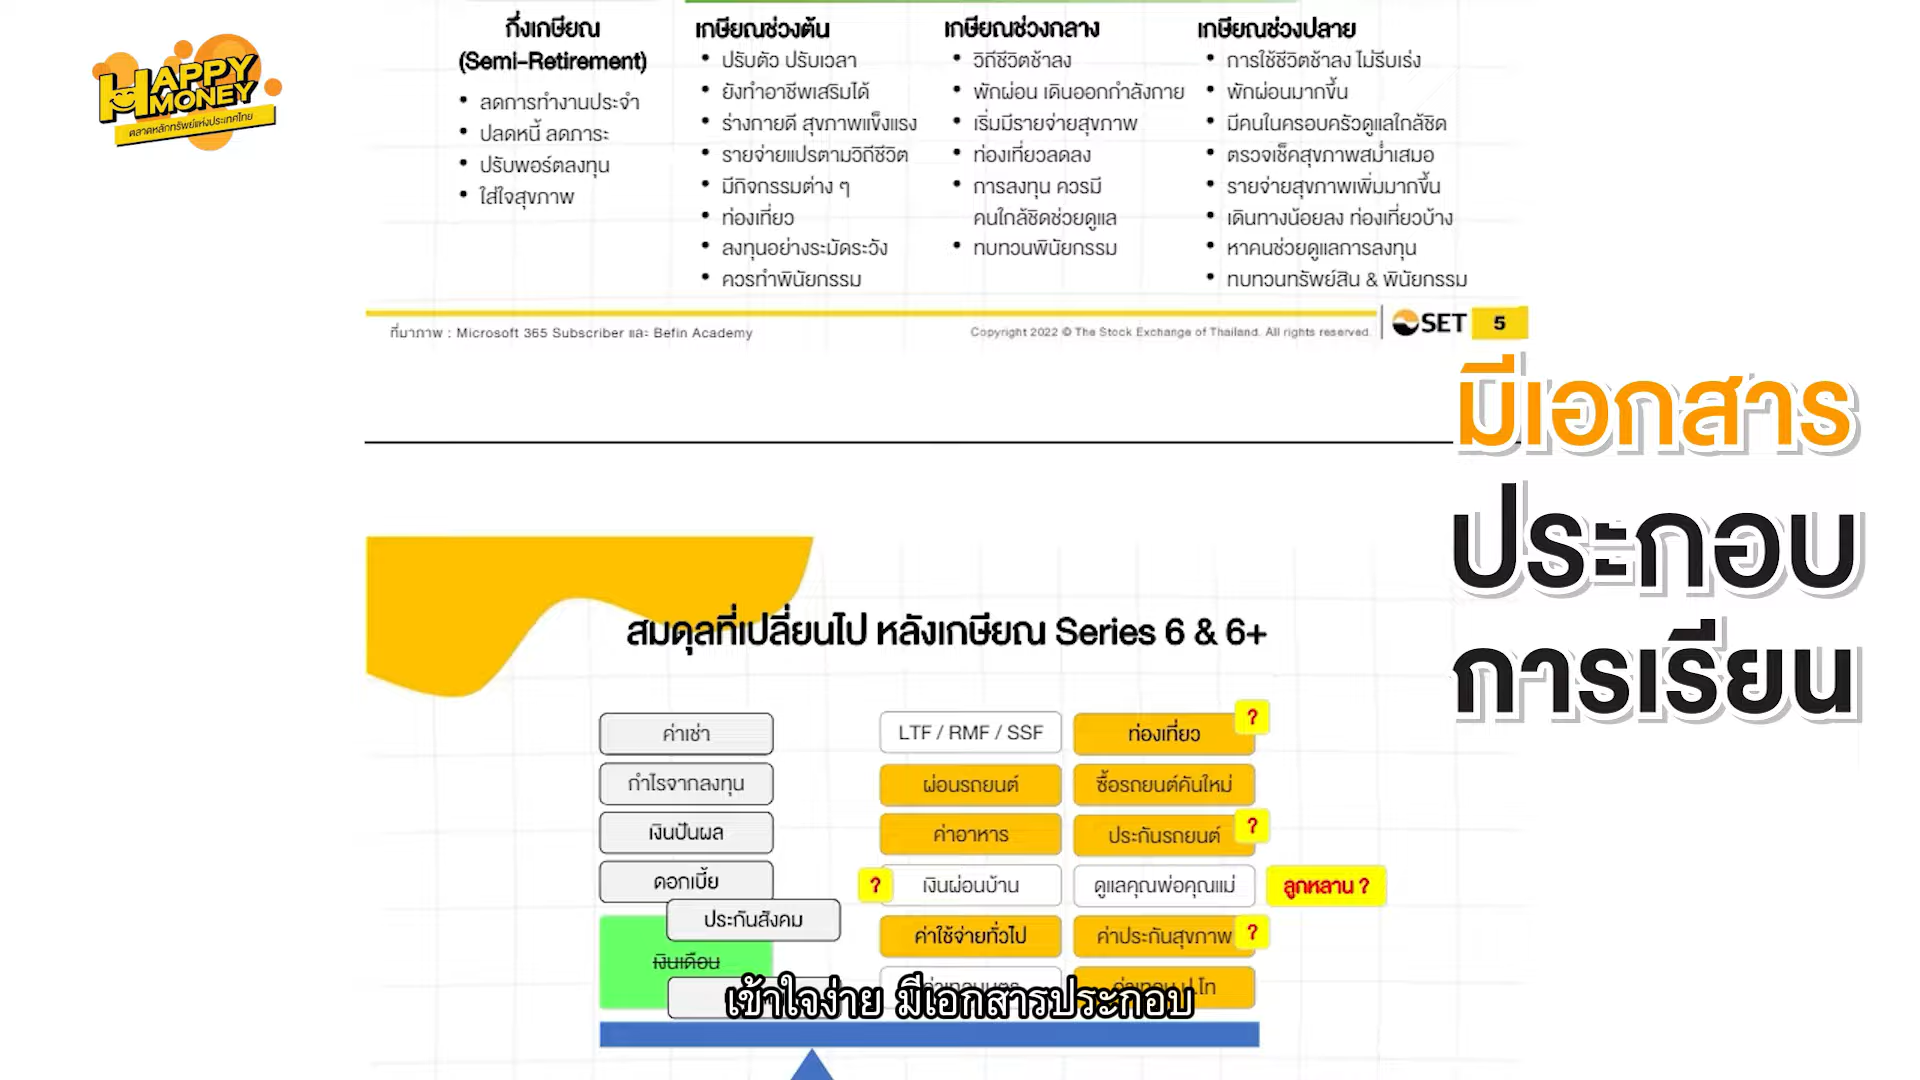 HAPPY
MONEY
ตลาดหลักทรัพย์แห่งประเทศไทย
กึ่งเกษียณ
(Semi-Retirement)
• ลดการทำงานประจำ
• ปลดหนี้ ลดภาระ
• ปรับพอร์ตลงทุน
• ใส่ใจสุขภาพ
เกษียณช่วงต้น
• ปรับตัว ปรับเวลา
• ยังทำอาชีพเสริมได้
• ร่างกายดี สุขภาพแข็งแรง
• รายจ่ายแปรตามวิถีชีวิต
• มีกิจกรรมต่าง ๆ
• ท่องเที่ยว
• ลงทุนอย่างระมัดระวัง
• ควรทำพินัยกรรม
เกษียณช่วงกลาง
• วิถีชีวิตช้าลง
• พักผ่อน เดินออกกำลังกาย
• เริ่มมีรายจ่ายสุขภาพ
• ท่องเที่ยวลดลง
• การลงทุน ควรมี
คนใกล้ชิดช่วยดูแล
• ทบทวนพินัยกรรม
เกษียณช่วงปลาย
• การใช้ชีวิตช้าลง ไม่รีบเร่ง
• พักผ่อนมากขึ้น
• มีคนในครอบครัวดูแลใกล้ชิด
• ตรวจเช็คสุขภาพสม่ำเสมอ
• รายจ่ายสุขภาพเพิ่มมากขึ้น
• เดินทางน้อยลง ท่องเที่ยวบ้าง
• หาคนช่วยดูแลการลงทุน
• ทบทวนทรัพย์สิน & พินัยกรรม
ที่มาภาพ : Microsoft 365 Subscriber และ Befin Academy
Copyright 2022 © The Stock Exchange of Thailand. All rights reserved.
SET 5
มีเอกสาร
ประกอบ
การเรียน
สมดุลที่เปลี่ยนไป หลังเกษียณ Series 6 & 6+
ค่าเช่า
กำไรจากลงทุน
เงินปันผล
ดอกเบี้ย
ประกันสังคม
เงินเดือน
LTF / RMF / SSF
ท่องเที่ยว ?
ผ่อนรถยนต์
ซื้อรถยนต์คันใหม่
ค่าอาหาร
ประกันรถยนต์ ?
? เงินผ่อนบ้าน
ดูแลคุณพ่อคุณแม่
ลูกหลาน ?
ค่าใช้จ่ายทั่วไป
ค่าประกันสุขภาพ ?
ค่าเทอมบุตร
ค่าเทอม ป.โท
เข้าใจง่าย มีเอกสารประกอบ